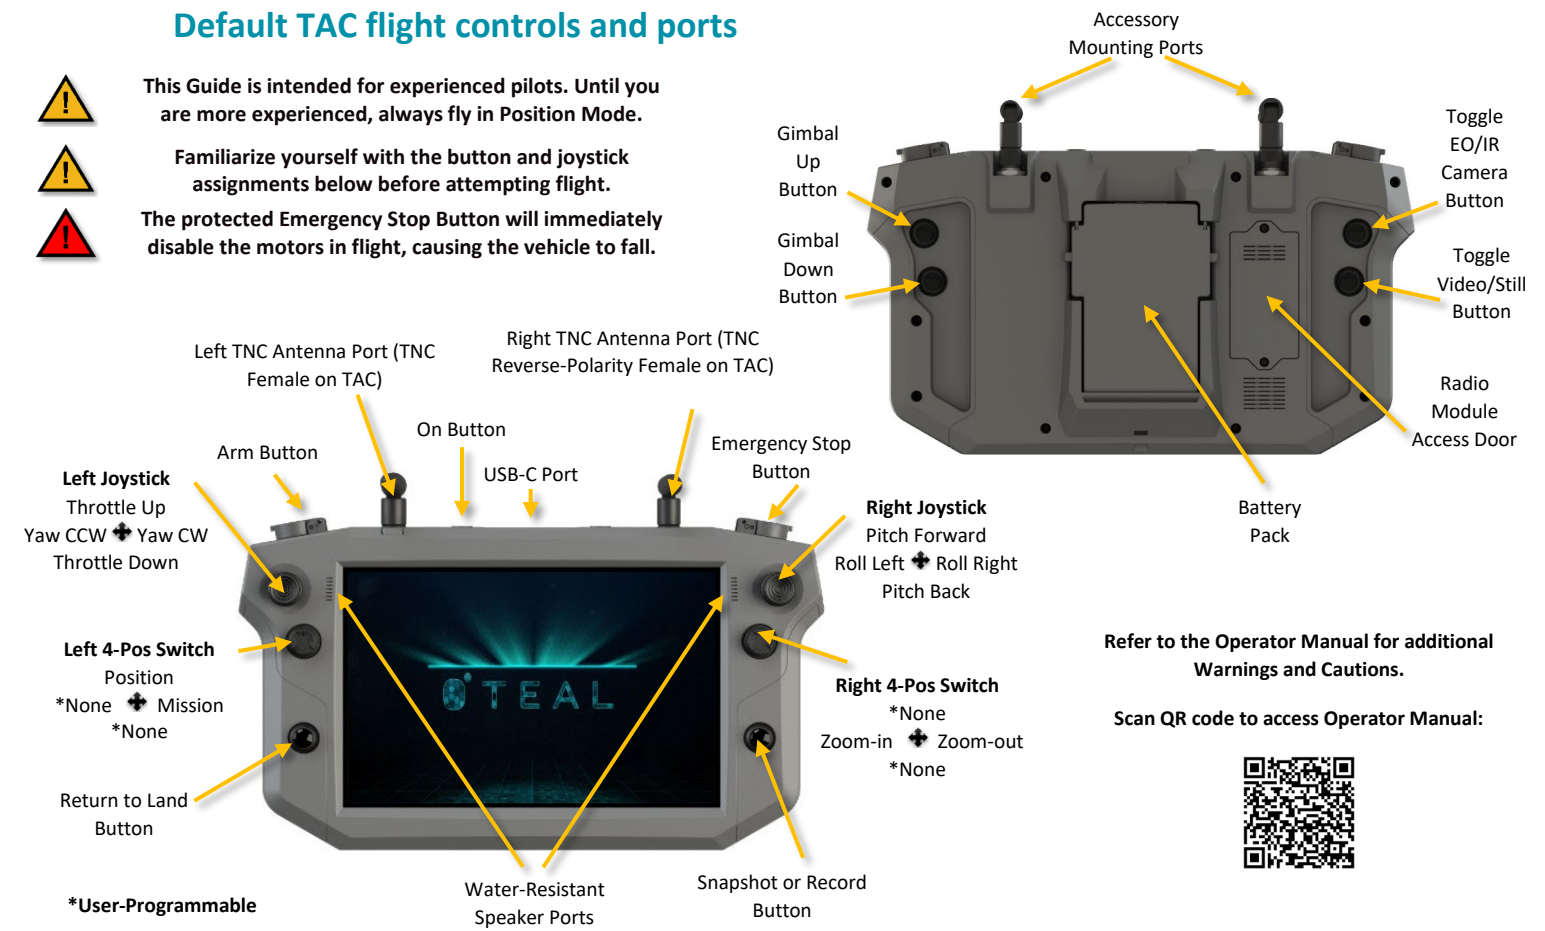 Default TAC flight controls and ports
This Guide is intended for experienced pilots. Until you
are more experienced, always fly in Position Mode.
Familiarize yourself with the button and joystick
assignments below before attempting flight.
The protected Emergency Stop Button will immediately
disable the motors in flight, causing the vehicle to fall.
Accessory
Mounting Ports
Gimbal
Up
Button
Gimbal
Down
Button
Toggle
EO/IR
Camera
Button
Toggle
Video/Still
Button
Radio
Module
Access Door
Battery
Pack
Left TNC Antenna Port (TNC
Female on TAC)
Right TNC Antenna Port (TNC
Reverse-Polarity Female on TAC)
On Button
USB-C Port
Arm Button
Emergency Stop
Button
Left Joystick
Throttle Up
Yaw CCW Yaw CW
Throttle Down
Right Joystick
Pitch Forward
Roll Left Roll Right
Pitch Back
TEAL
Left 4-Pos Switch
Position
*None Mission
*None
Right 4-Pos Switch
*None
Zoom-in Zoom-out
*None
Return to Land
Button
Water-Resistant
Speaker Ports
Snapshot or Record
Button
*User-Programmable
Refer to the Operator Manual for additional
Warnings and Cautions.
Scan QR code to access Operator Manual: